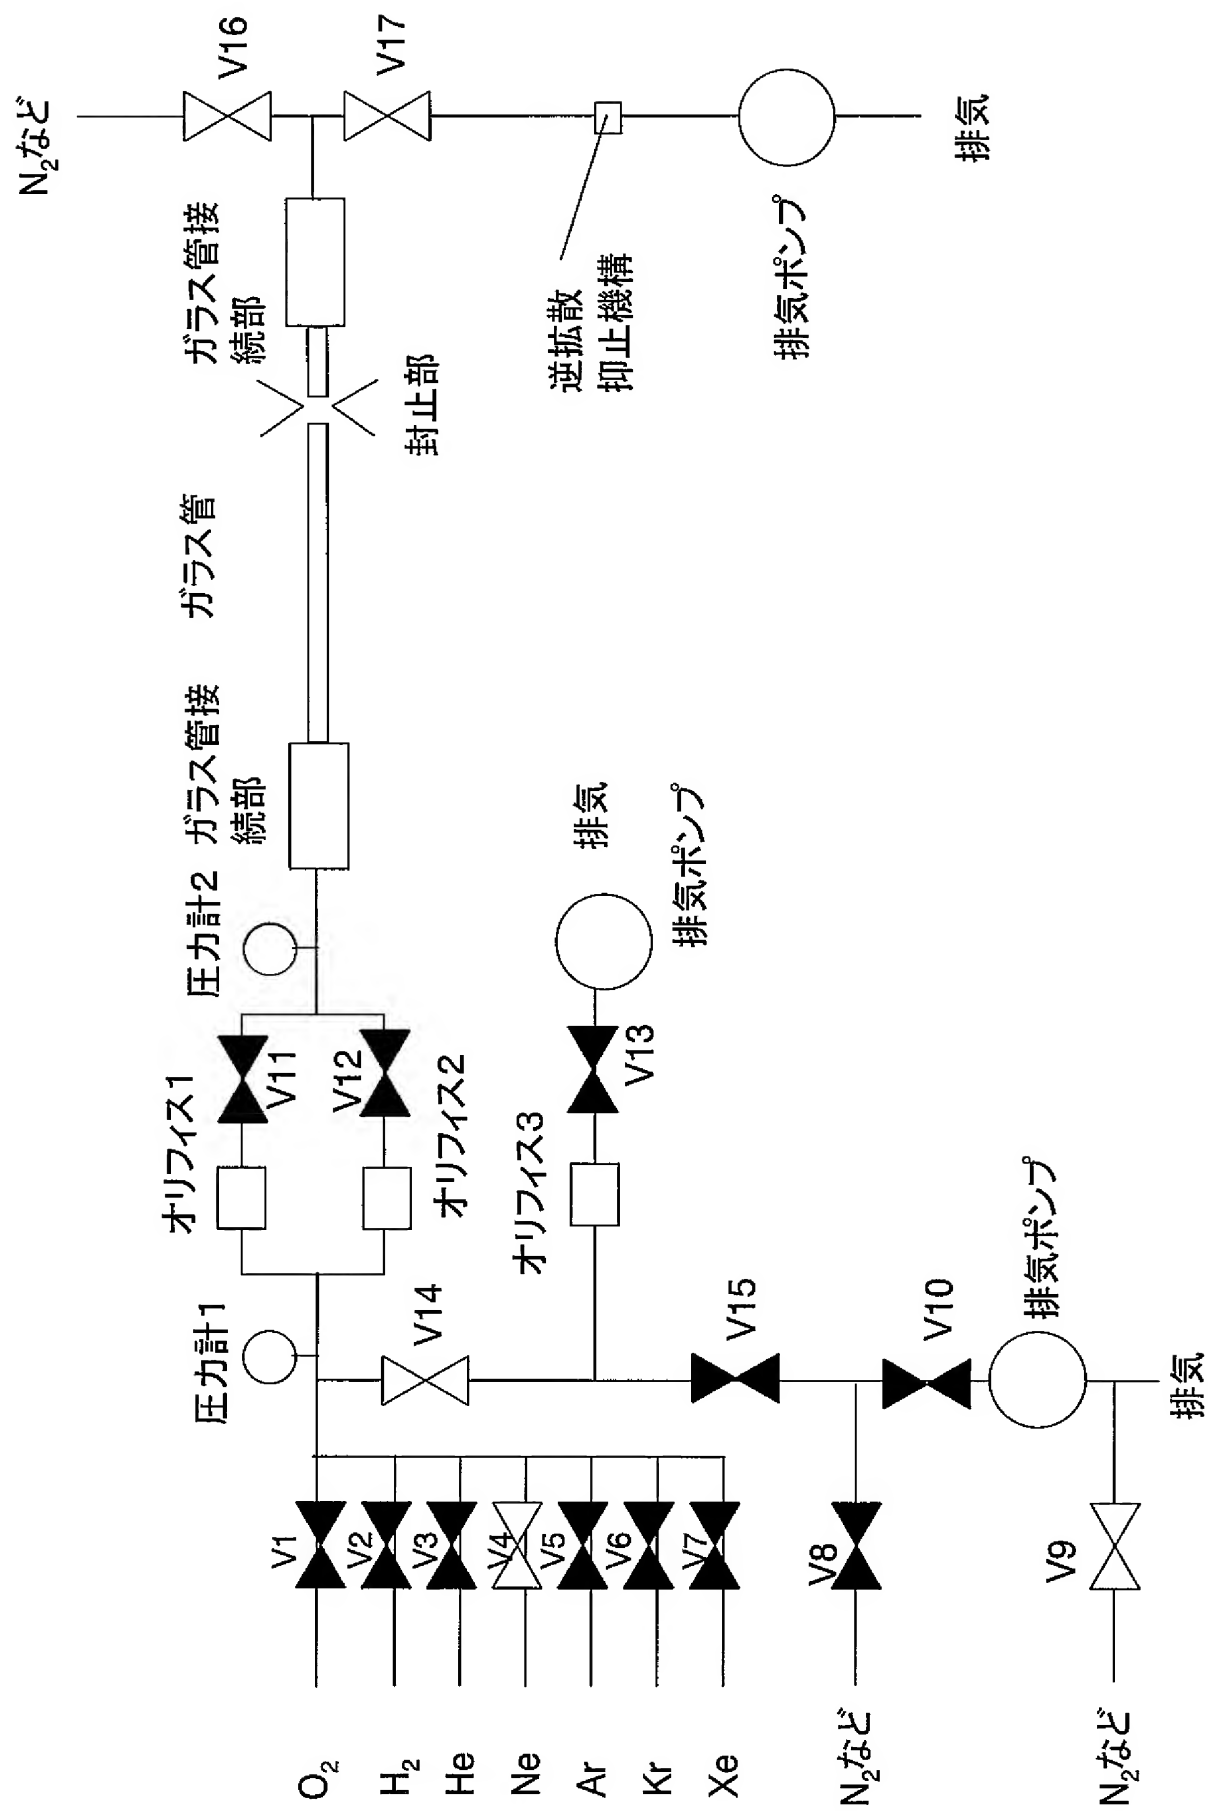 N₂など
V16
V17
ガラス管接
続部
逆拡散
抑止機構
排気ポンプ
排気
封止部
ガラス管
ガラス管接
続部
圧力計2
排気
排気ポンプ
オリフィス1
V11
V12
オリフィス2
オリフィス3
V13
圧力計1
V14
V15
V10
排気ポンプ
排気
V1
V2
V3
V4
V5
V6
V7
V8
V9
O₂
H₂
He
Ne
Ar
Kr
Xe
N₂など
N₂など